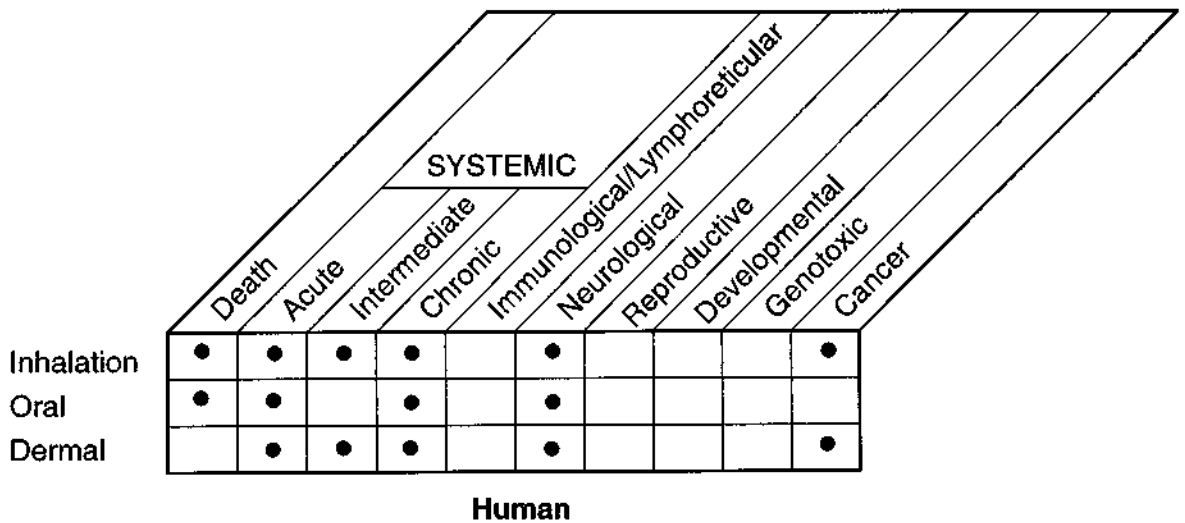 SYSTEMIC
Death
Acute
Intermediate
Chronic
Immunological/Lymphoreticular
Neurological
Reproductive
Developmental
Genotoxic
Cancer
Inhalation
Oral
Dermal
Human